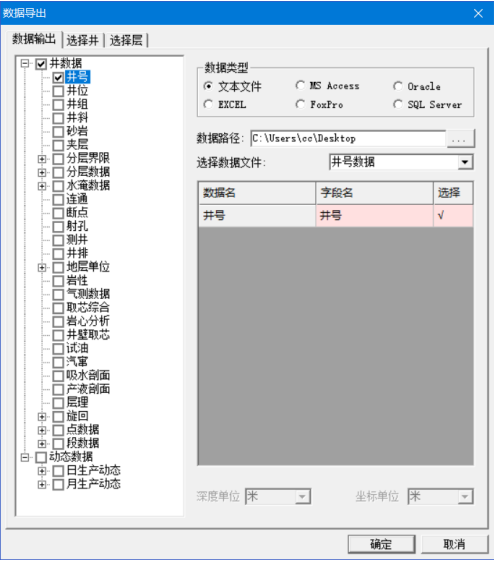 数据导出
数据输出 选择井 选择层
井数据
井号
井位
井组
井斜
砂岩
夹层
分层界限
分层数据
水淹数据
连通
断点
射孔
测井
井排
地层单位
岩性
气测数据
取芯综合
岩心分析
井壁取芯
试油
汽窜
吸水剖面
产液剖面
层理
旋回
点数据
段数据
动态数据
日生产动态
月生产动态
数据类型
文本文件 MS Access Oracle
EXCEL FoxPro SQL Server
数据路径: C:\Users\cc\Desktop ...
选择数据文件: 井号数据
数据名 字段名 选择
井号 井号 √
深度单位 米 坐标单位 米
确定 取消